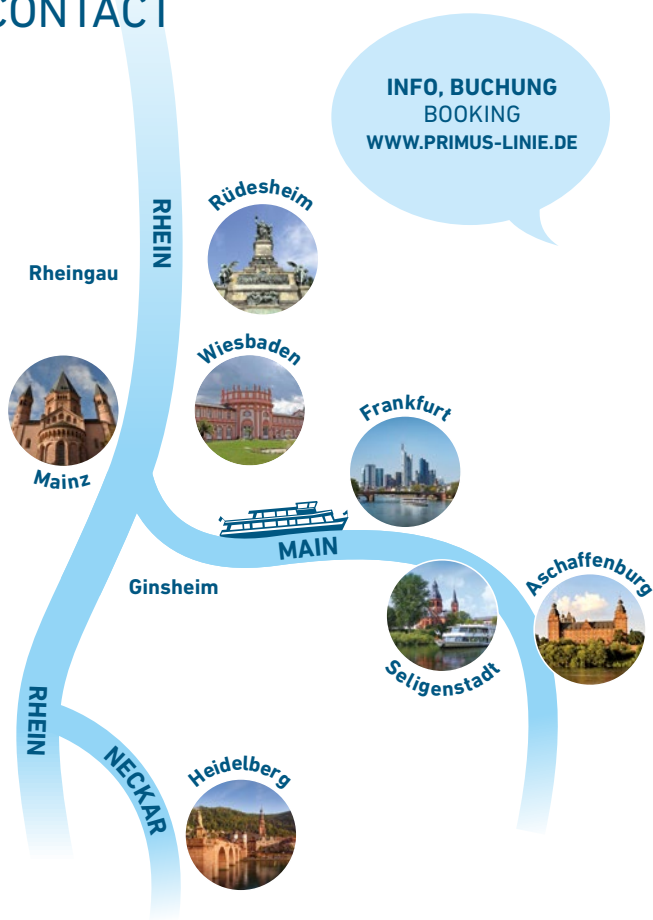 CONTACT
INFO, BUCHUNG
BOOKING
WWW.PRIMUS-LINIE.DE
Rüdesheim
RHEIN
Rheingau
Wiesbaden
Mainz
Frankfurt
MAIN
Ginsheim
Aschaffenburg
Seligenstadt
RHEIN
NECKAR
Heidelberg